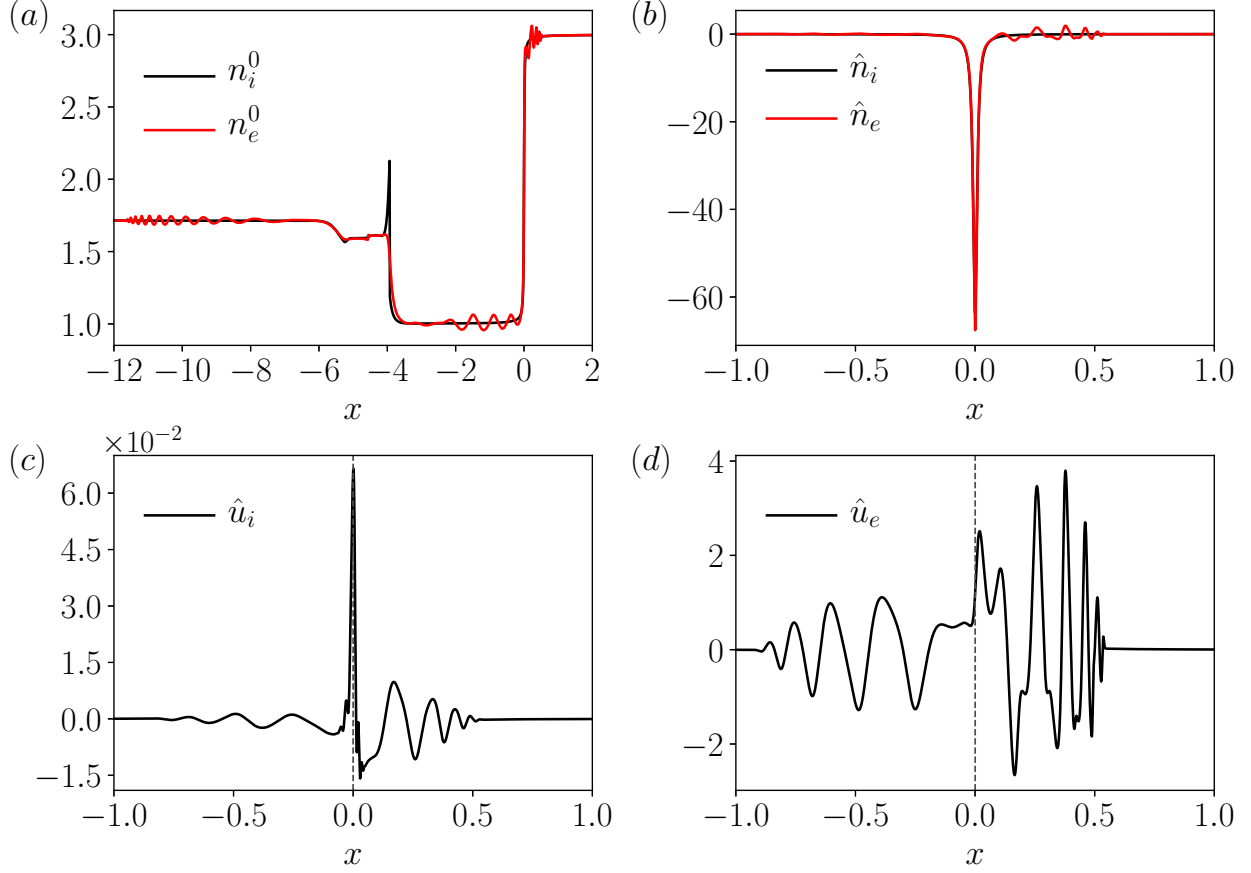 (a)
3.0
2.5
2.0
1.5
1.0
n_i^0
n_e^0
−12 −10 −8 −6 −4 −2 0 2
x
(b)
0
−20
−40
−60
n̂_i
n̂_e
−1.0 −0.5 0.0 0.5 1.0
x
(c)
×10^−2
6.0
4.5
3.0
1.5
0.0
−1.5
û_i
−1.0 −0.5 0.0 0.5 1.0
x
(d)
4
2
0
−2
û_e
−1.0 −0.5 0.0 0.5 1.0
x